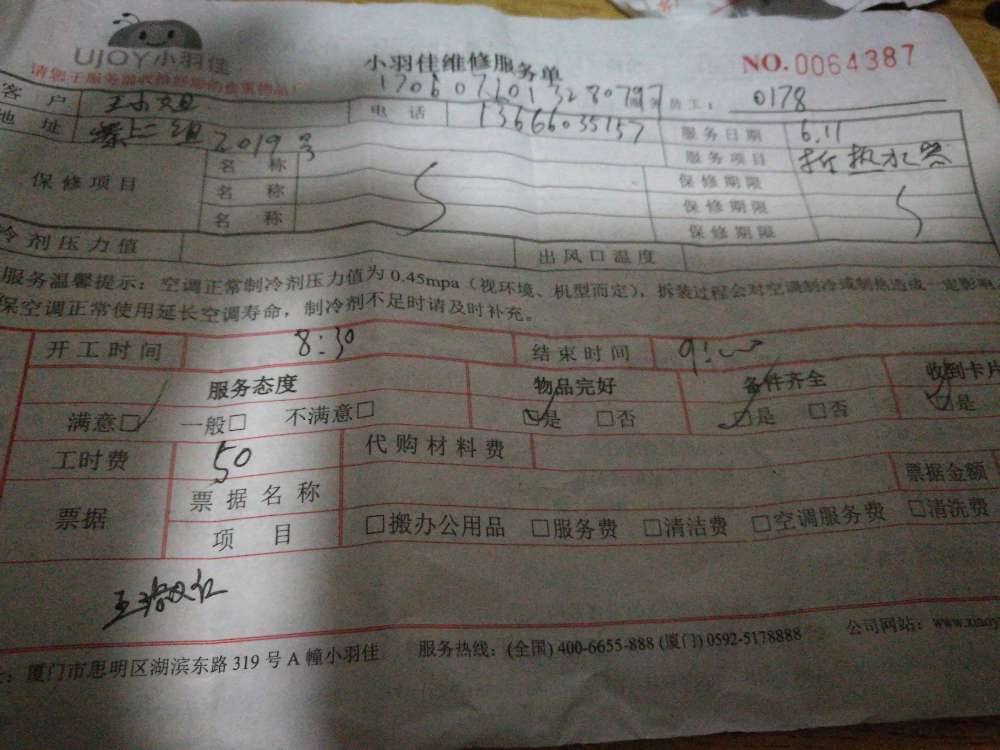 UJOY小羽佳
小羽佳维修服务单 NO.0064387
170607201328079 服务员工: 0178
客户 王小姐 电话 13666035157 服务日期 6.11
地址 二组2019号 服务项目 拆热水器
保修项目 名称 保修期限
名称 保修期限
名称 保修期限
冷剂压力值 出风口温度
服务温馨提示：空调正常制冷剂压力值为0.45mpa（视环境、机型而定），拆装过程会对空调制冷或制热造成一定影响
保空调正常使用延长空调寿命，制冷剂不足时请及时补充。
开工时间 8:30 结束时间 9:
服务态度 物品完好 备件齐全 收到卡片
满意□ 一般□ 不满意□ □是 □否 □是 □否 □是
工时费 50 代购材料费
票据 票据名称 票据金额
项目 □搬办公用品 □服务费 □清洁费 □空调服务费 □清洗费
厦门市思明区湖滨东路319号A幢小羽佳 服务热线：(全国) 400-6655-888 (厦门) 0592-5178888 公司网站：www.xiaoy